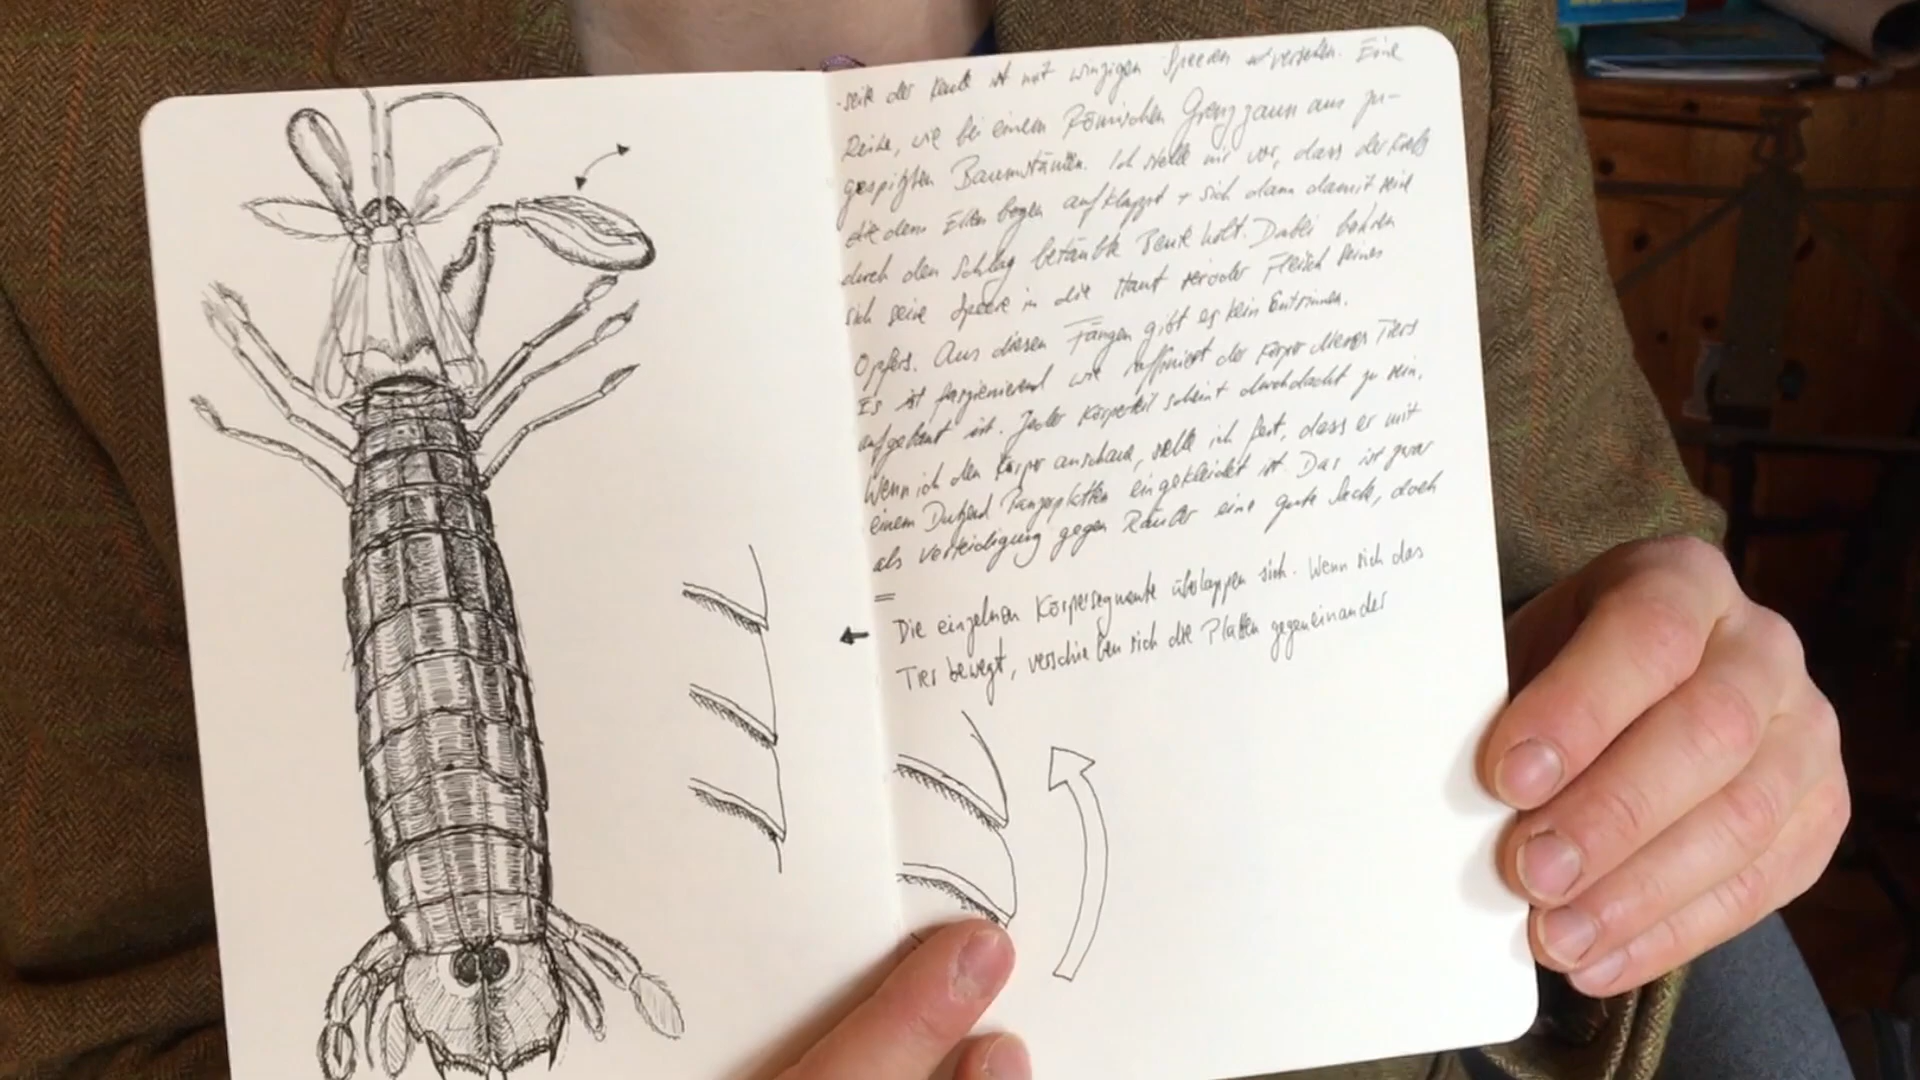 -seite der Keule ist mit winzigen Speeren versehen. Eine
Reihe, wie bei einem Römischen Grenzzaun aus zu-
gespitzten Baumstämmen. Ich stelle mir vor, dass der Krebs
die dem Ellenbogen aufklappt + sich dann damit seine
durch den Schlag betäubte Beute holt. Dabei bohren
sich seine Speere in die Haut oder Fleisch seines
Opfers. Aus diesen Fängen gibt es kein Entrinnen.
Es ist faszinierend wie raffiniert der Körper Tiers
aufgebaut ist. Jeder Körperteil scheint durchdacht zu sein.
Wenn ich den Körper anschaue, stelle ich fest, dass er mit
einem Dutzend Panzerplatten eingekleidet ist. Das ist zwar
als Verteidigung gegen Räuber eine gute Sache, doch
=
Die einzelnen Körpersegmente überlappen sich. Wenn sich das
Tier bewegt, verschieben sich die Platten gegeneinander